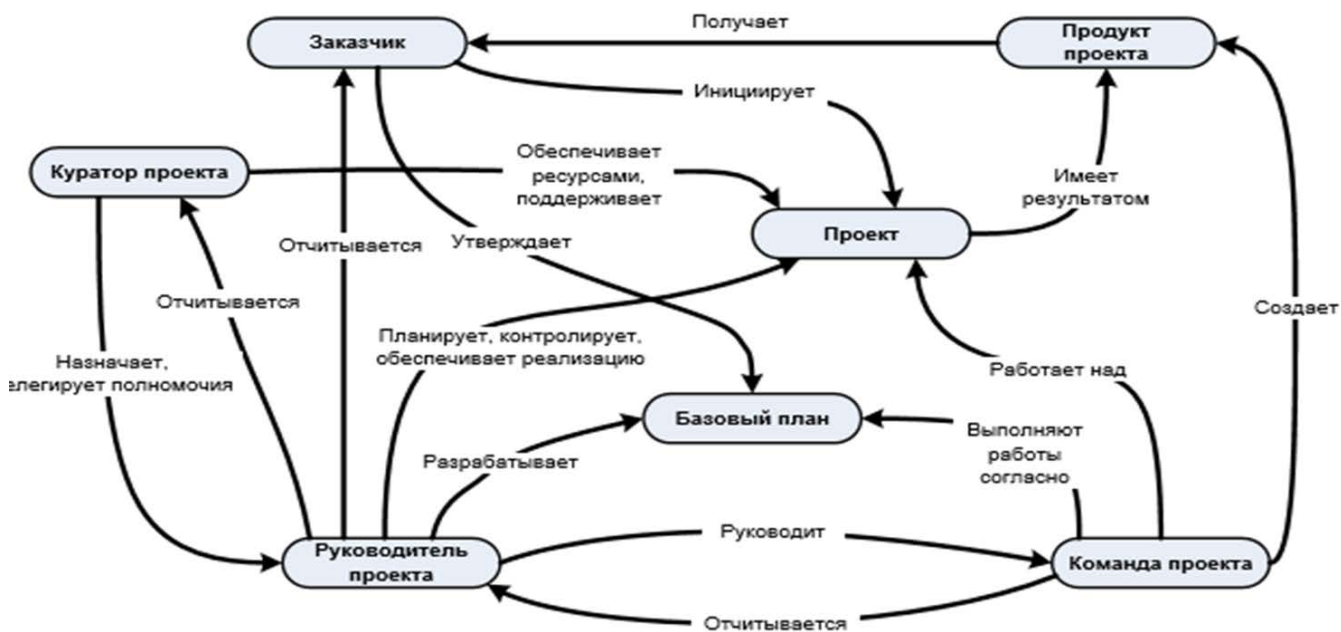 Получает
Заказчик
Продукт
проекта
Инициирует
Обеспечивает
ресурсами,
поддерживает
Куратор проекта
Имеет
результатом
Проект
Отчитывается
Утверждает
Отчитывается
Создает
Планирует, контролирует,
обеспечивает реализацию
Назначает,
елегирует полномочия
Работает над
Базовый план
Выполняют
работы
согласно
Разрабатывает
Руководит
Руководитель
проекта
Команда проекта
Отчитывается